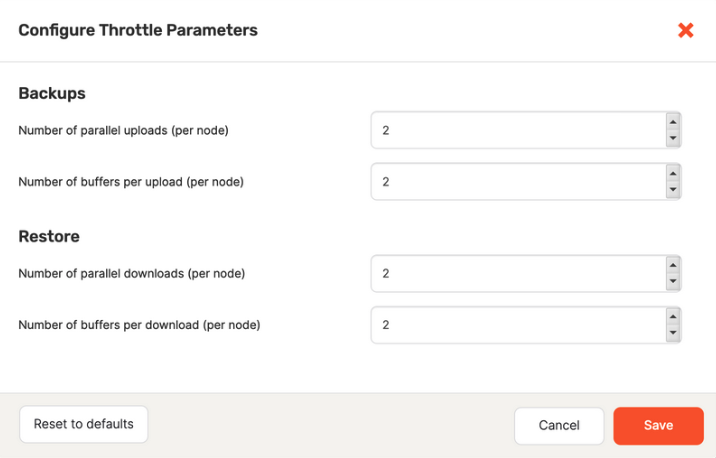 Configure Throttle Parameters
Backups
Number of parallel uploads (per node)
2
Number of buffers per upload (per node)
2
Restore
Number of parallel downloads (per node)
2
Number of buffers per download (per node)
2
Reset to defaults
Cancel
Save